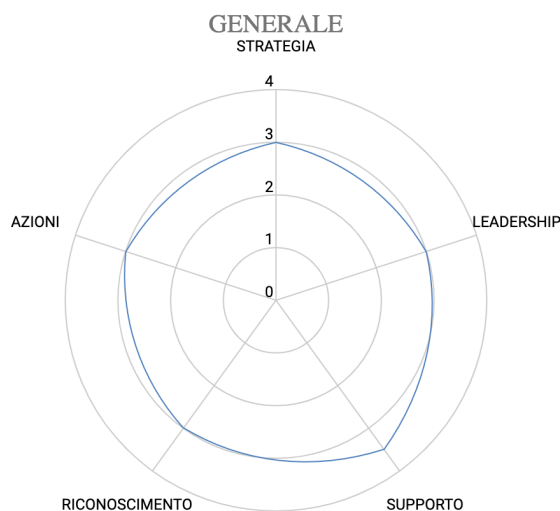 GENERALE
STRATEGIA
4
3
2
1
0
AZIONI
LEADERSHIP
RICONOSCIMENTO
SUPPORTO